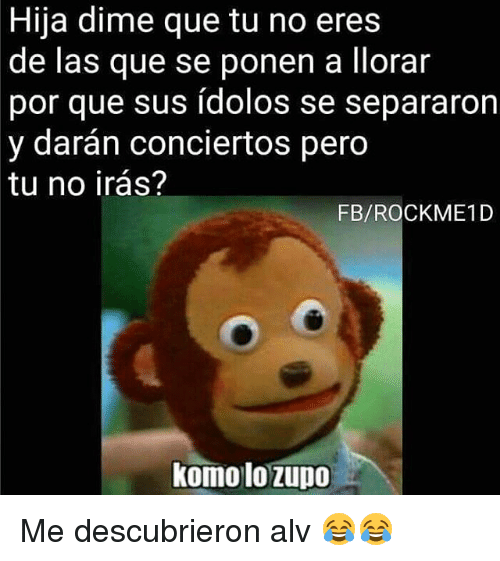 Hija dime que tu no eres
de las que se ponen a llorar
por que sus ídolos se separaron
y darán conciertos pero
tu no irás?
FB/ROCKME1D
komo lo zupo
Me descubrieron alv 😂😂